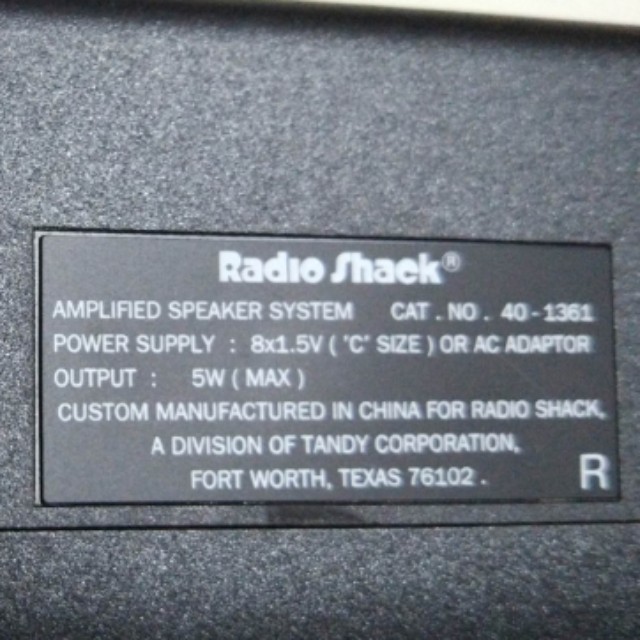 Radio Shack®
AMPLIFIED SPEAKER SYSTEM CAT . NO . 40-1361
POWER SUPPLY : 8x1.5V ( "C" SIZE ) OR AC ADAPTOR
OUTPUT : 5W ( MAX )
CUSTOM MANUFACTURED IN CHINA FOR RADIO SHACK,
A DIVISION OF TANDY CORPORATION,
FORT WORTH, TEXAS 76102 .
R